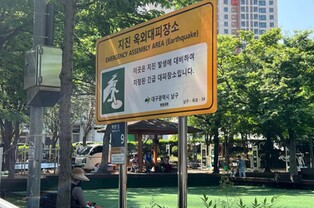 지진 옥외대피장소
EMERGENCY ASSEMBLY AREA (Earthquake)
이곳은 지진 발생에 대비하여
지정된 긴급 대피장소입니다.
대구광역시 남구
9